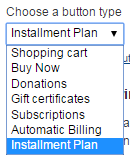 Choose a button type
Installment Plan
Shopping cart
Buy Now
Donations
Gift certificates
Subscriptions
Automatic Billing
Installment Plan